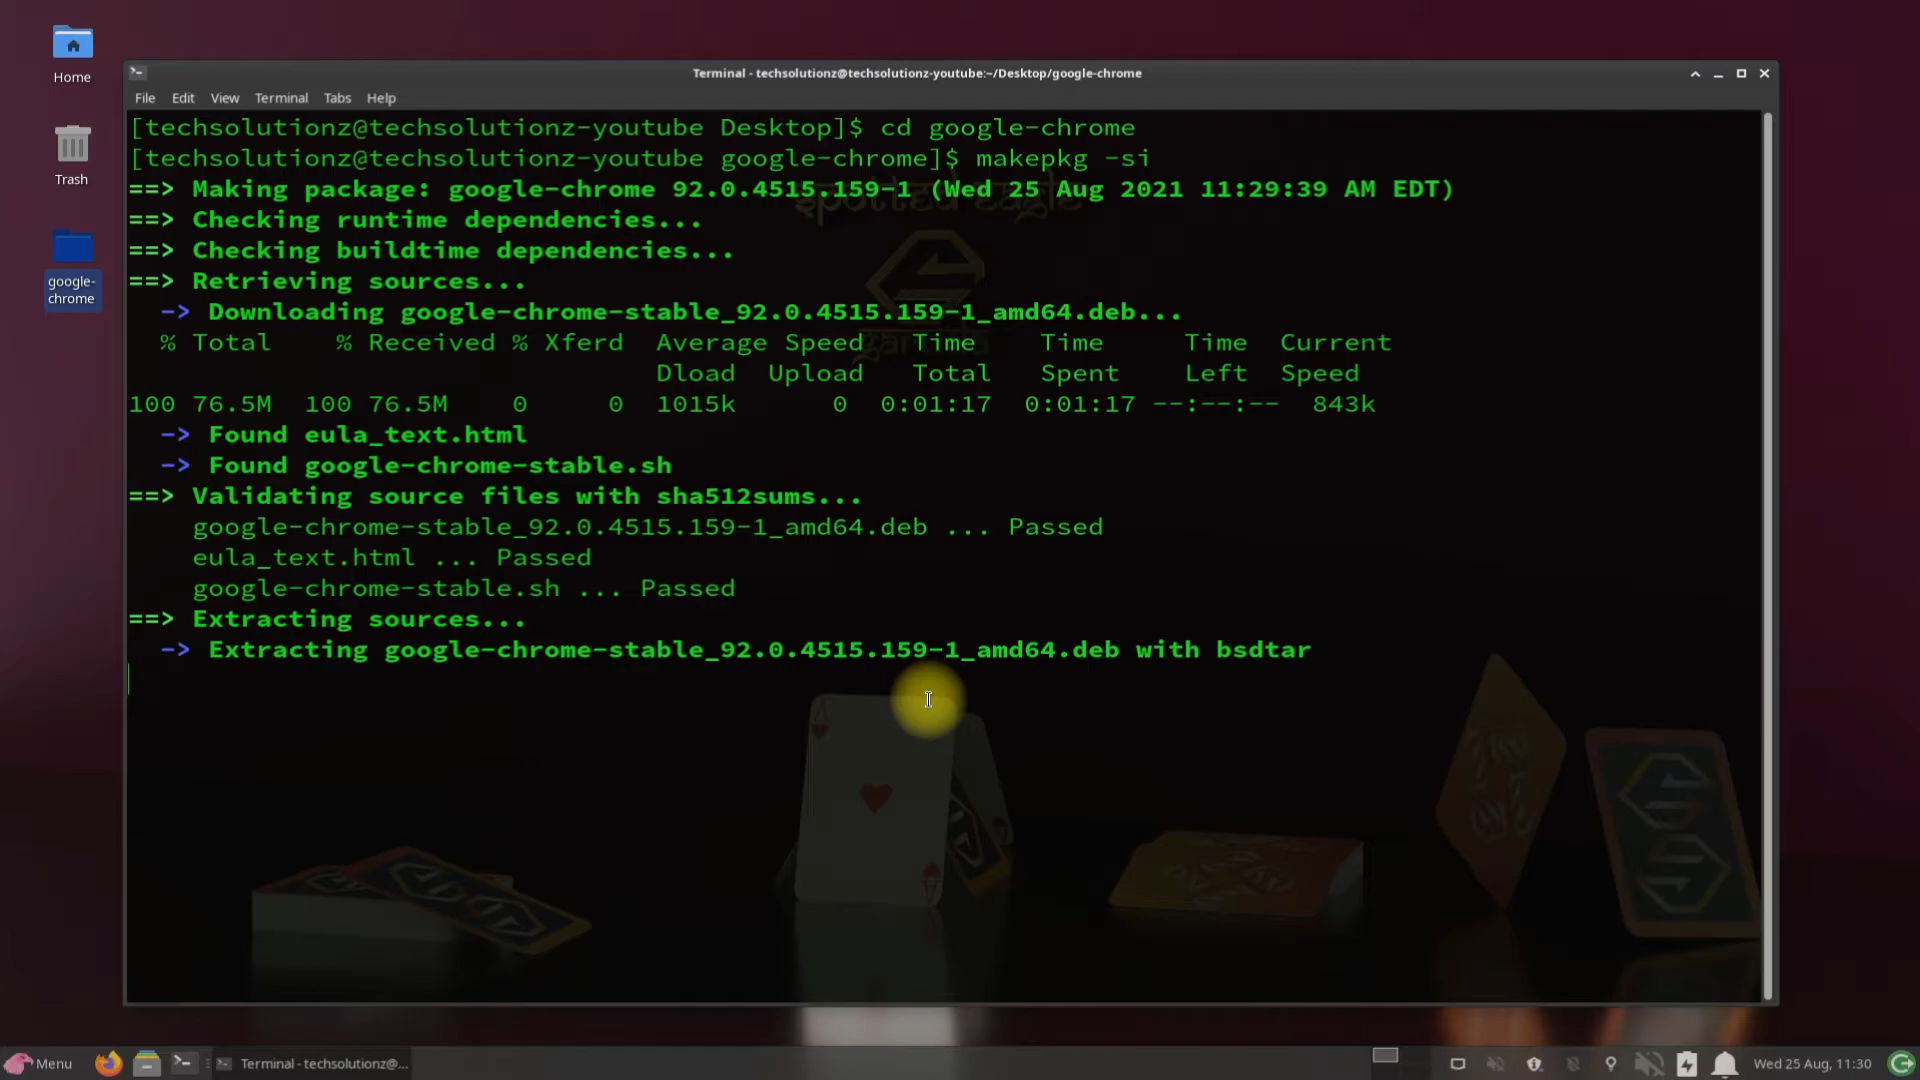 Home
Trash
google-
chrome
Terminal - techsolutionz@techsolutionz-youtube:~/Desktop/google-chrome
File Edit View Terminal Tabs Help
[techsolutionz@techsolutionz-youtube Desktop]$ cd google-chrome
[techsolutionz@techsolutionz-youtube google-chrome]$ makepkg -si
==> Making package: google-chrome 92.0.4515.159-1 (Wed 25 Aug 2021 11:29:39 AM EDT)
==> Checking runtime dependencies...
==> Checking buildtime dependencies...
==> Retrieving sources...
-> Downloading google-chrome-stable_92.0.4515.159-1_amd64.deb...
% Total % Received % Xferd Average Speed Time Time Time Current
Dload Upload Total Spent Left Speed
100 76.5M 100 76.5M 0 0 1015k 0 0:01:17 0:01:17 --:--:-- 843k
-> Found eula_text.html
-> Found google-chrome-stable.sh
==> Validating source files with sha512sums...
google-chrome-stable_92.0.4515.159-1_amd64.deb ... Passed
eula_text.html ... Passed
google-chrome-stable.sh ... Passed
==> Extracting sources...
-> Extracting google-chrome-stable_92.0.4515.159-1_amd64.deb with bsdtar
spotted eagle
garuda
A
A
Menu
Terminal - techsolutionz@...
Wed 25 Aug, 11:30